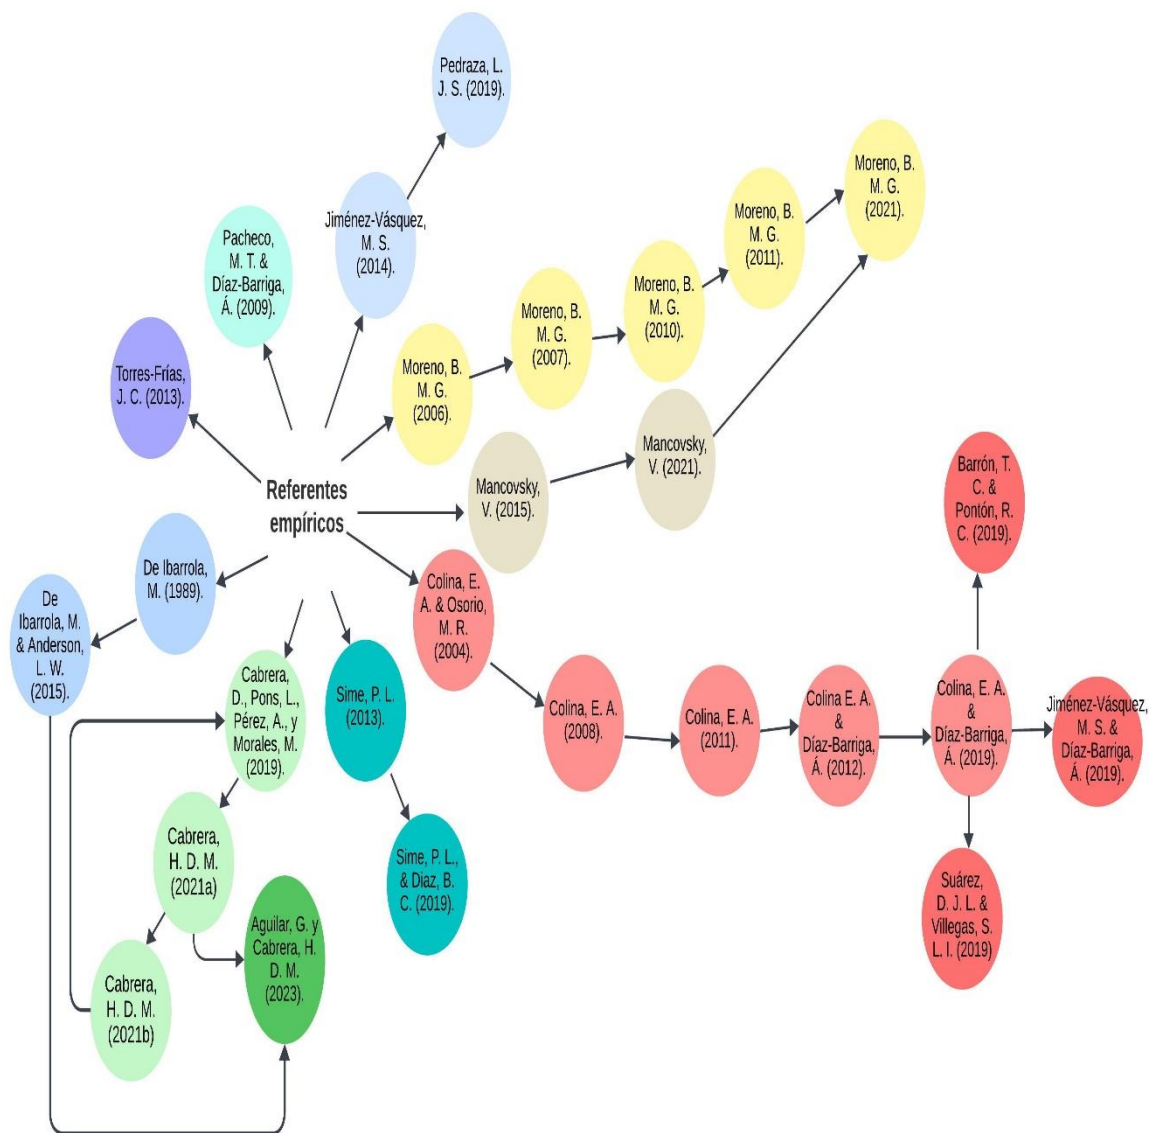 Pedraza, L.
J. S. (2019).
Moreno, B.
M. G.
(2021).
Jiménez-Vásquez,
M. S.
(2014).
Moreno, B.
M. G.
(2011).
Pacheco,
M. T. &
Díaz-Barriga,
Á. (2009).
Moreno, B.
M. G.
(2010).
Moreno, B.
M. G.
(2007).
Moreno, B.
M. G.
(2006).
Torres-Frías,
J. C. (2013).
Mancovsky,
V. (2021).
Mancovsky,
V. (2015).
Referentes
empíricos
Barrón, T.
C. &
Pontón, R.
C. (2019).
De Ibarrola,
M. (1989).
De
Ibarrola, M.
& Anderson,
L. W.
(2015).
Colina, E.
A. & Osorio,
M. R.
(2004).
Cabrera,
D., Pons, L.,
Pérez, A., y
Morales, M.
(2019).
Sime, P. L.
(2013).
Colina, E. A.
(2008).
Colina, E. A.
(2011).
Colina E. A.
&
Díaz-Barriga,
Á. (2012).
Colina, E. A.
&
Díaz-Barriga,
Á. (2019).
Jiménez-Vásquez,
M. S. &
Díaz-Barriga,
Á. (2019).
Cabrera,
H. D. M.
(2021a)
Sime, P. L.,
& Diaz, B.
C. (2019).
Suárez,
D. J. L. &
Villegas, S.
L. I. (2019)
Aguilar, G. y
Cabrera, H.
D. M.
(2023).
Cabrera,
H. D. M.
(2021b)